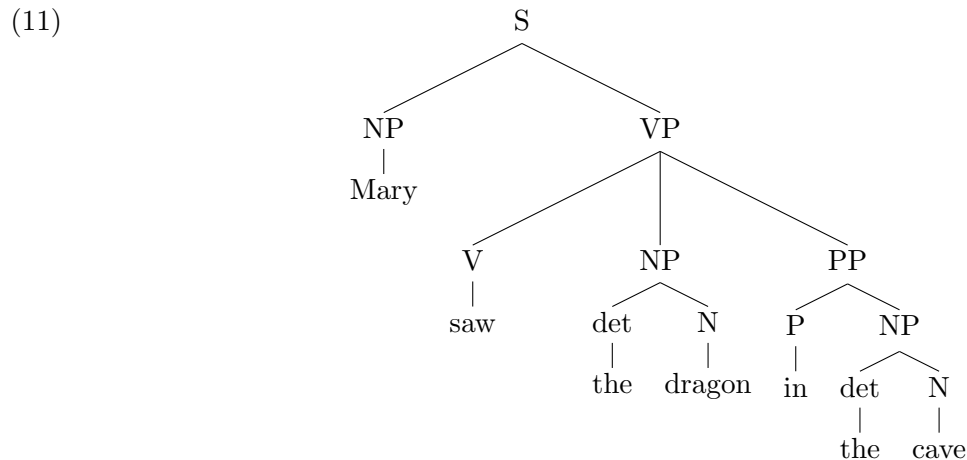 (11) S
NP VP
Mary
V NP PP
saw det N P NP
the dragon in det N
the cave